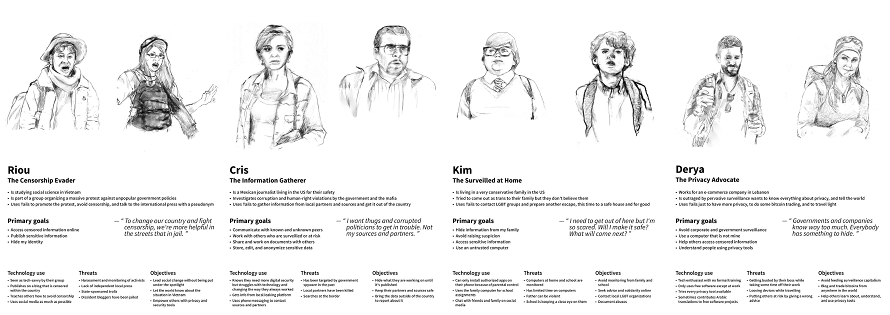 Riou
The Censorship Evader
• Is studying social science in Vietnam
• Is part of a group organizing a massive protest against unpopular government policies
• Uses Tails to promote the protest, avoid censorship, and talk to the international press with a pseudonym
Primary goals
• Access censored information online
• Publish sensitive information
• Hide my identity
— “ To change our country and fight
censorship, we're more helpful in
the streets that in jail. ”
Technology use
• Seen as tech-savvy by their group
• Publishes on a blog that is censored
within the country
• Teaches others how to avoid censorship
• Uses social media as much as possible
Threats
• Harassment and monitoring of activists
• Lack of independent local press
• State-sponsored truth
• Dissident bloggers have been jailed
Objectives
• Lead social change without being put
under the spotlight
• Let the world know about the
situation in Vietnam
• Empower others with privacy and
security tools
Cris
The Information Gatherer
• Is a Mexican journalist living in the US for their safety
• Investigates corruption and human-rights violations by the government and the mafia
• Uses Tails to gather information from local partners and sources and get it out of the country
Primary goals
• Communicate with known and unknown peers
• Work with others who are surveilled or at risk
• Share and work on documents with others
• Store, edit, and anonymize sensitive data
— “ I want thugs and corrupted
politicians to get in trouble. Not
my sources and partners. ”
Technology use
• Knows they need more digital security
but struggles with technology and
changing the way they always worked
• Gets info from the leaking platform
• Uses phone messaging to contact
sources and partners
Threats
• Has been targeted by government
spyware in the past
• Local partners have been killed
• Searches at the border
Objectives
• Hide what they are working on until
it's published
• Keep their partners and sources safe
• Bring the data outside of the country
to report about it
Kim
The Surveilled at Home
• Is living in a very conservative family in the US
• Tried to come out as trans to their family but they don't believe them
• Uses Tails to contact LGBT groups and prepare another escape, this time to a safe house and for good
Primary goals
• Hide information from my family
• Avoid raising suspicion
• Access sensitive information
• Use an untrusted computer
— “ I need to get out of here but I'm
so scared. Will I make it safe?
What will come next? ”
Technology use
• Can only install authorized apps on
their phone because of parental control
• Uses the family computer for school
assignments
• Chats with friends and family on social
media
Threats
• Computers at home and school are
monitored
• Has limited time on computers
• Father can be violent
• School is keeping a close eye on them
Objectives
• Avoid monitoring from family and
school
• Seek advice and solidarity online
• Contact local LGBT organizations
• Document abuses
Derya
The Privacy Advocate
• Works for an e-commerce company in Lebanon
• Is outraged by pervasive surveillance wants to know everything about privacy, and tell the world
• Uses Tails just to have more privacy, to do some bitcoin trading, and to travel light
Primary goals
• Avoid corporate and government surveillance
• Use a computer that is not mine
• Help others access censored information
• Understand people using privacy tools
— “ Governments and companies
know way too much. Everybody
has something to hide. ”
Technology use
• Tech enthusiast with no formal training
• Only uses free software except at work
• Tries every privacy tool available
• Sometimes contributes Arabic
translations to free software projects
Threats
• Getting busted by their boss while
taking some time off their work
• Losing devices while travelling
• Putting others at risk by giving a wrong
advice
Objectives
• Avoid feeding surveillance capitalism
• Blog and trade bitcoins from
anywhere in the world
• Help others learn about, understand,
and use privacy tools